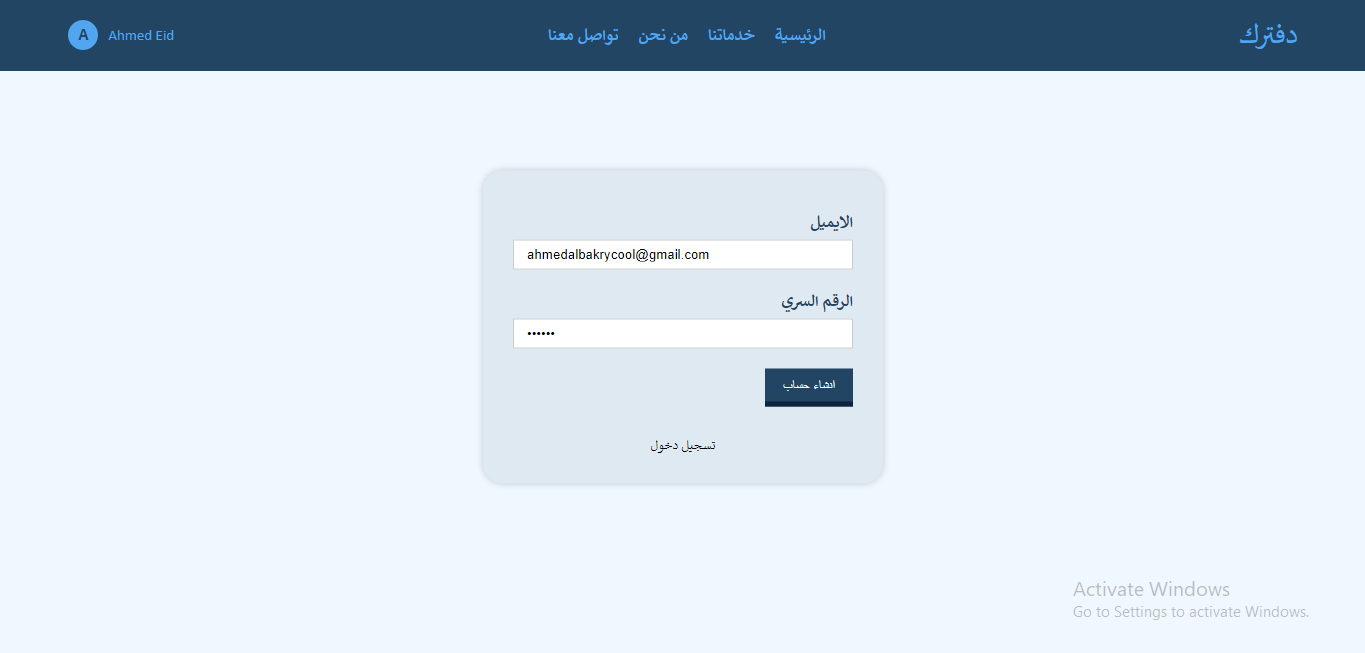 دفترك
الرئيسية خدماتنا من نحن تواصل معنا
Ahmed Eid
A
الايميل
ahmedalbakrycool@gmail.com
الرقم السري
••••••
انشاء حساب
تسجيل دخول
Activate Windows
Go to Settings to activate Windows.